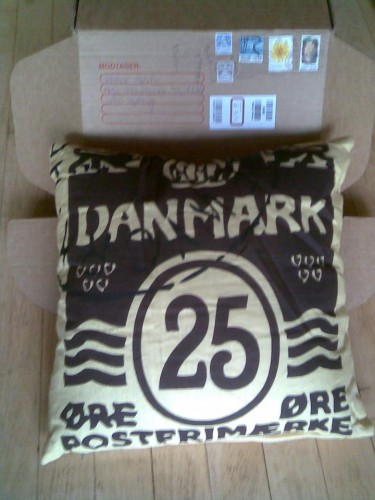 MODTAGER:
DANMARK
25
ØRE ØRE
POSTFRIMÆRKE